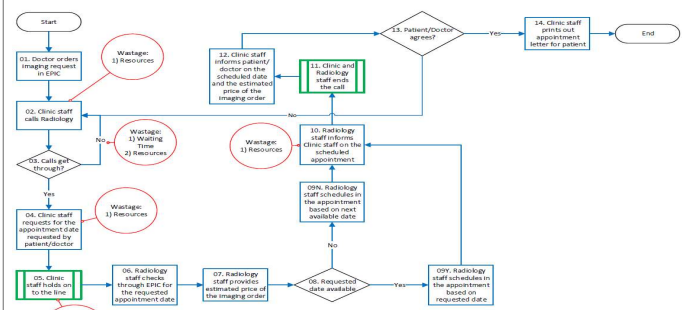 Start
01. Doctor orders
imaging request
in EPIC
Wastage:
1) Resources
02. Clinic staff
calls Radiology
No
Wastage:
1) Waiting
Time
2) Resources
03. Calls get
through?
Yes
04. Clinic staff
requests for the
appointment date
requested by
patient/doctor
Wastage:
1) Resources
05. Clinic
staff holds on
to the line
06. Radiology
staff checks
through EPIC for
the requested
appointment date
07. Radiology
staff provides
estimated price of
the imaging order
08. Requested
date available
Yes
09Y. Radiology
staff schedules in
the appointment
based on
requested date
No
09N. Radiology
staff schedules in
the appointment
based on next
available date
10. Radiology
staff informs
Clinic staff on the
scheduled
appointment
Wastage:
1) Resources
11. Clinic and
Radiology
staff ends
the call
12. Clinic staff
informs patient/
doctor on the
scheduled date
and the estimated
price of the
imaging order
13. Patient/Doctor
agrees?
No
Yes
14. Clinic staff
prints out
appointment
letter for patient
End